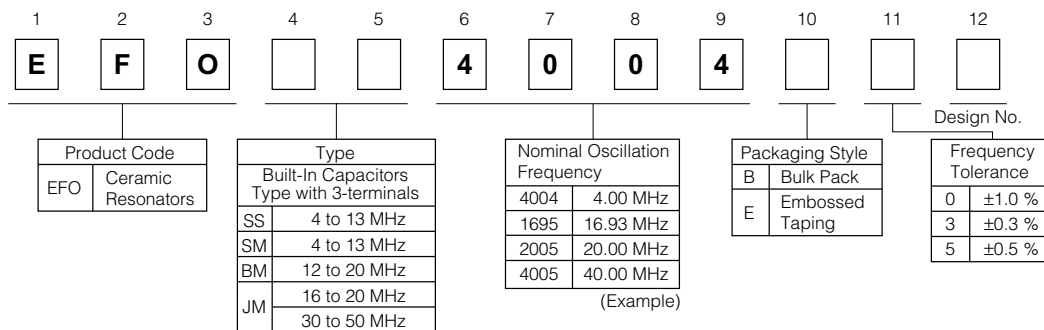 1 2 3 4 5 6 7 8 9 10 11 12
E F O 4 0 0 4
Design No.
Product Code
EFO Ceramic
Resonators
Type
Built-In Capacitors
Type with 3-terminals
SS 4 to 13 MHz
SM 4 to 13 MHz
BM 12 to 20 MHz
JM 16 to 20 MHz
30 to 50 MHz
Nominal Oscillation
Frequency
4004 4.00 MHz
1695 16.93 MHz
2005 20.00 MHz
4005 40.00 MHz
(Example)
Packaging Style
B Bulk Pack
E Embossed
Taping
Frequency
Tolerance
0 ±1.0 %
3 ±0.3 %
5 ±0.5 %